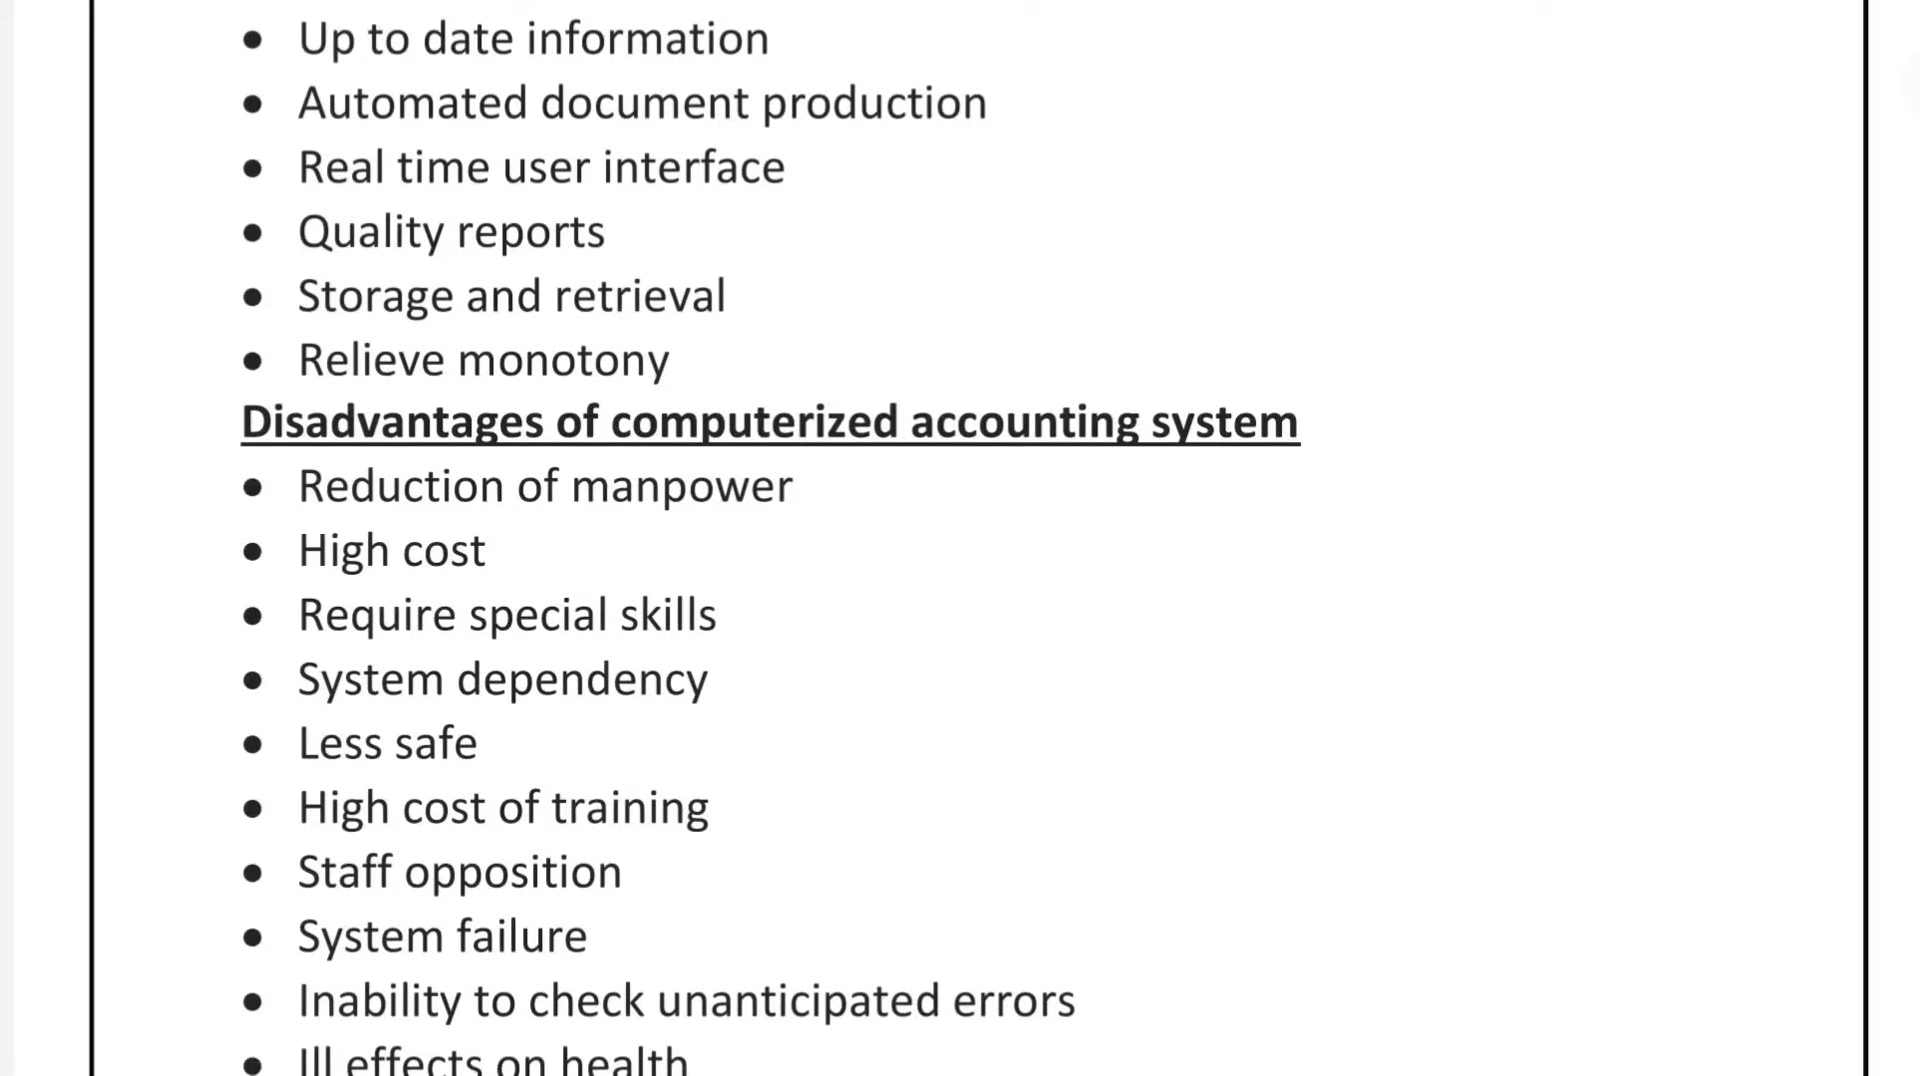 • Up to date information
• Automated document production
• Real time user interface
• Quality reports
• Storage and retrieval
• Relieve monotony
Disadvantages of computerized accounting system
• Reduction of manpower
• High cost
• Require special skills
• System dependency
• Less safe
• High cost of training
• Staff opposition
• System failure
• Inability to check unanticipated errors
• Ill effects on health